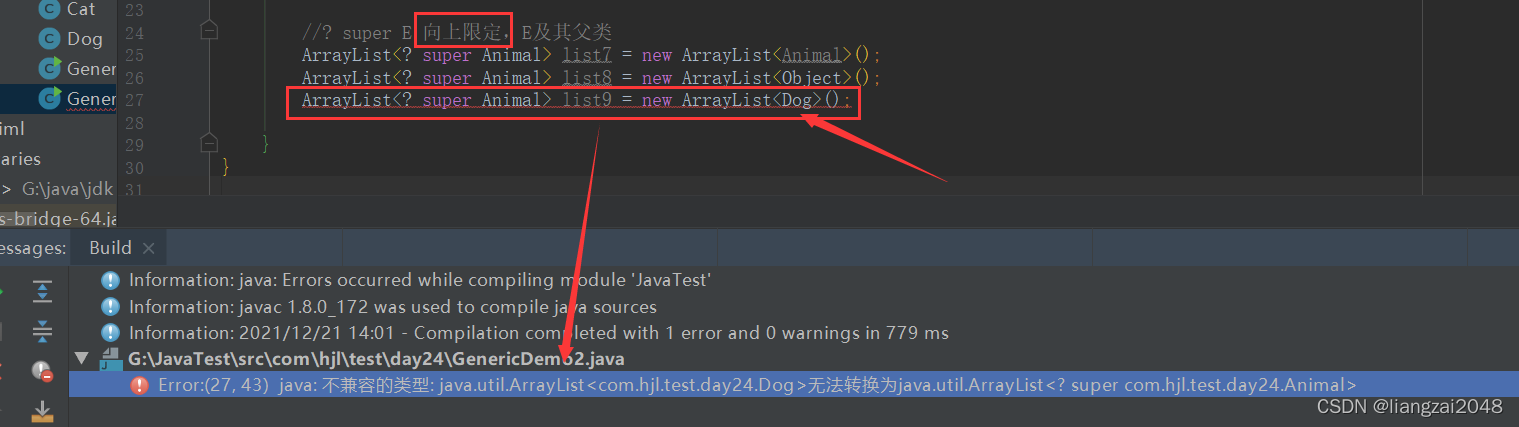 Cat
Dog
Gener
Gener
iml
aries
> G:\java\jdk
s-bridge-64.ja
23
24 //? super E 向上限定，E及其父类
25 ArrayList<? super Animal> list7 = new ArrayList<Animal>();
26 ArrayList<? super Animal> list8 = new ArrayList<Object>();
27 ArrayList<? super Animal> list9 = new ArrayList<Dog>();
28
29 }
30 }
31
essages: Build ×
Information: java: Errors occurred while compiling module 'JavaTest'
Information: javac 1.8.0_172 was used to compile java sources
Information: 2021/12/21 14:01 - Compilation completed with 1 error and 0 warnings in 779 ms
G:\JavaTest\src\com\hjl\test\day24\GenericDemo2.java
Error:(27, 43) java: 不兼容的类型: java.util.ArrayList<com.hjl.test.day24.Dog>无法转换为java.util.ArrayList<? super com.hjl.test.day24.Animal>
CSDN @liangzai2048